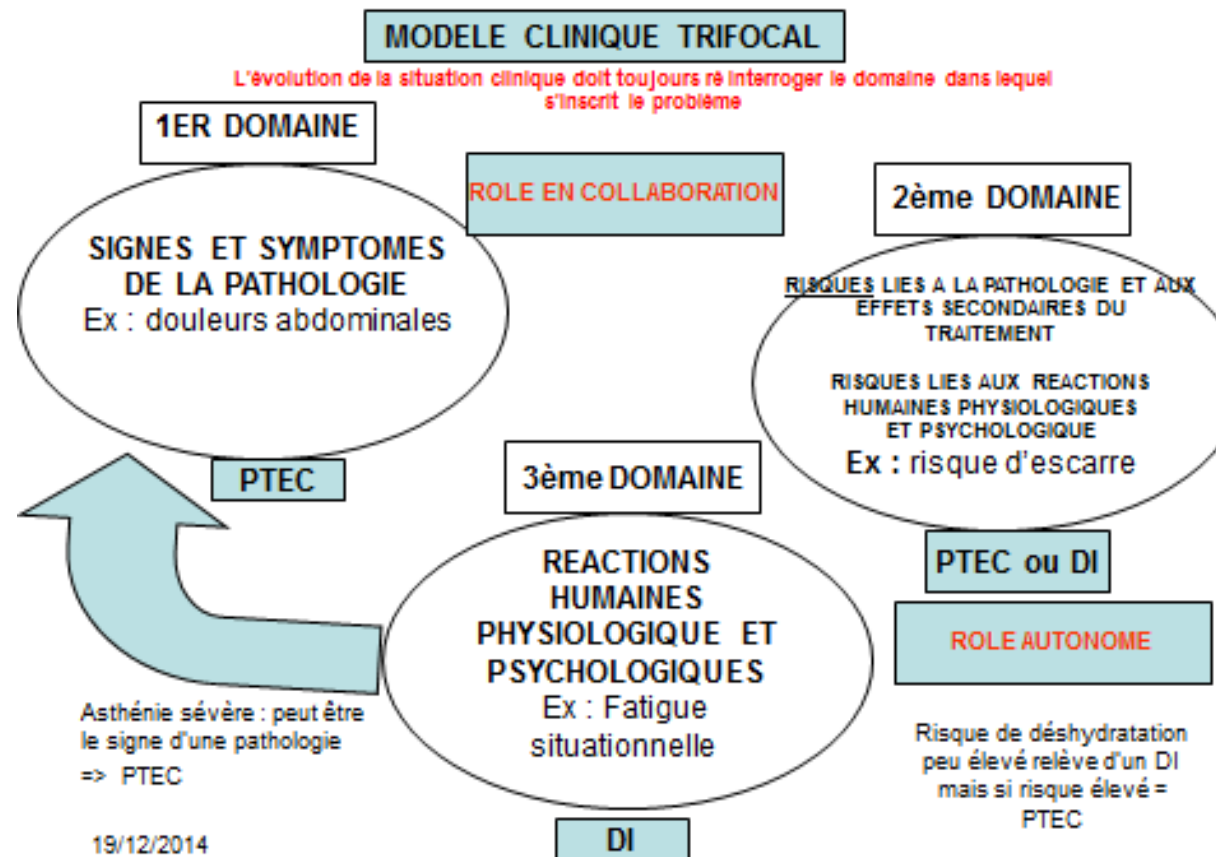 MODELE CLINIQUE TRIFOCAL
L'évolution de la situation clinique doit toujours ré interroger le domaine dans lequel
s'inscrit le problème
1ER DOMAINE
SIGNES ET SYMPTOMES
DE LA PATHOLOGIE
Ex : douleurs abdominales
PTEC
ROLE EN COLLABORATION
2ème DOMAINE
RISQUES LIES A LA PATHOLOGIE ET AUX
EFFETS SECONDAIRES DU
TRAITEMENT
RISQUES LIES AUX REACTIONS
HUMAINES PHYSIOLOGIQUES
ET PSYCHOLOGIQUE
Ex : risque d'escarre
PTEC ou DI
ROLE AUTONOME
3ème DOMAINE
REACTIONS
HUMAINES
PHYSIOLOGIQUE ET
PSYCHOLOGIQUES
Ex : Fatigue
situationnelle
DI
Asthénie sévère : peut être
le signe d'une pathologie
=> PTEC
Risque de déshydratation
peu élevé relève d'un DI
mais si risque élevé =
PTEC
19/12/2014